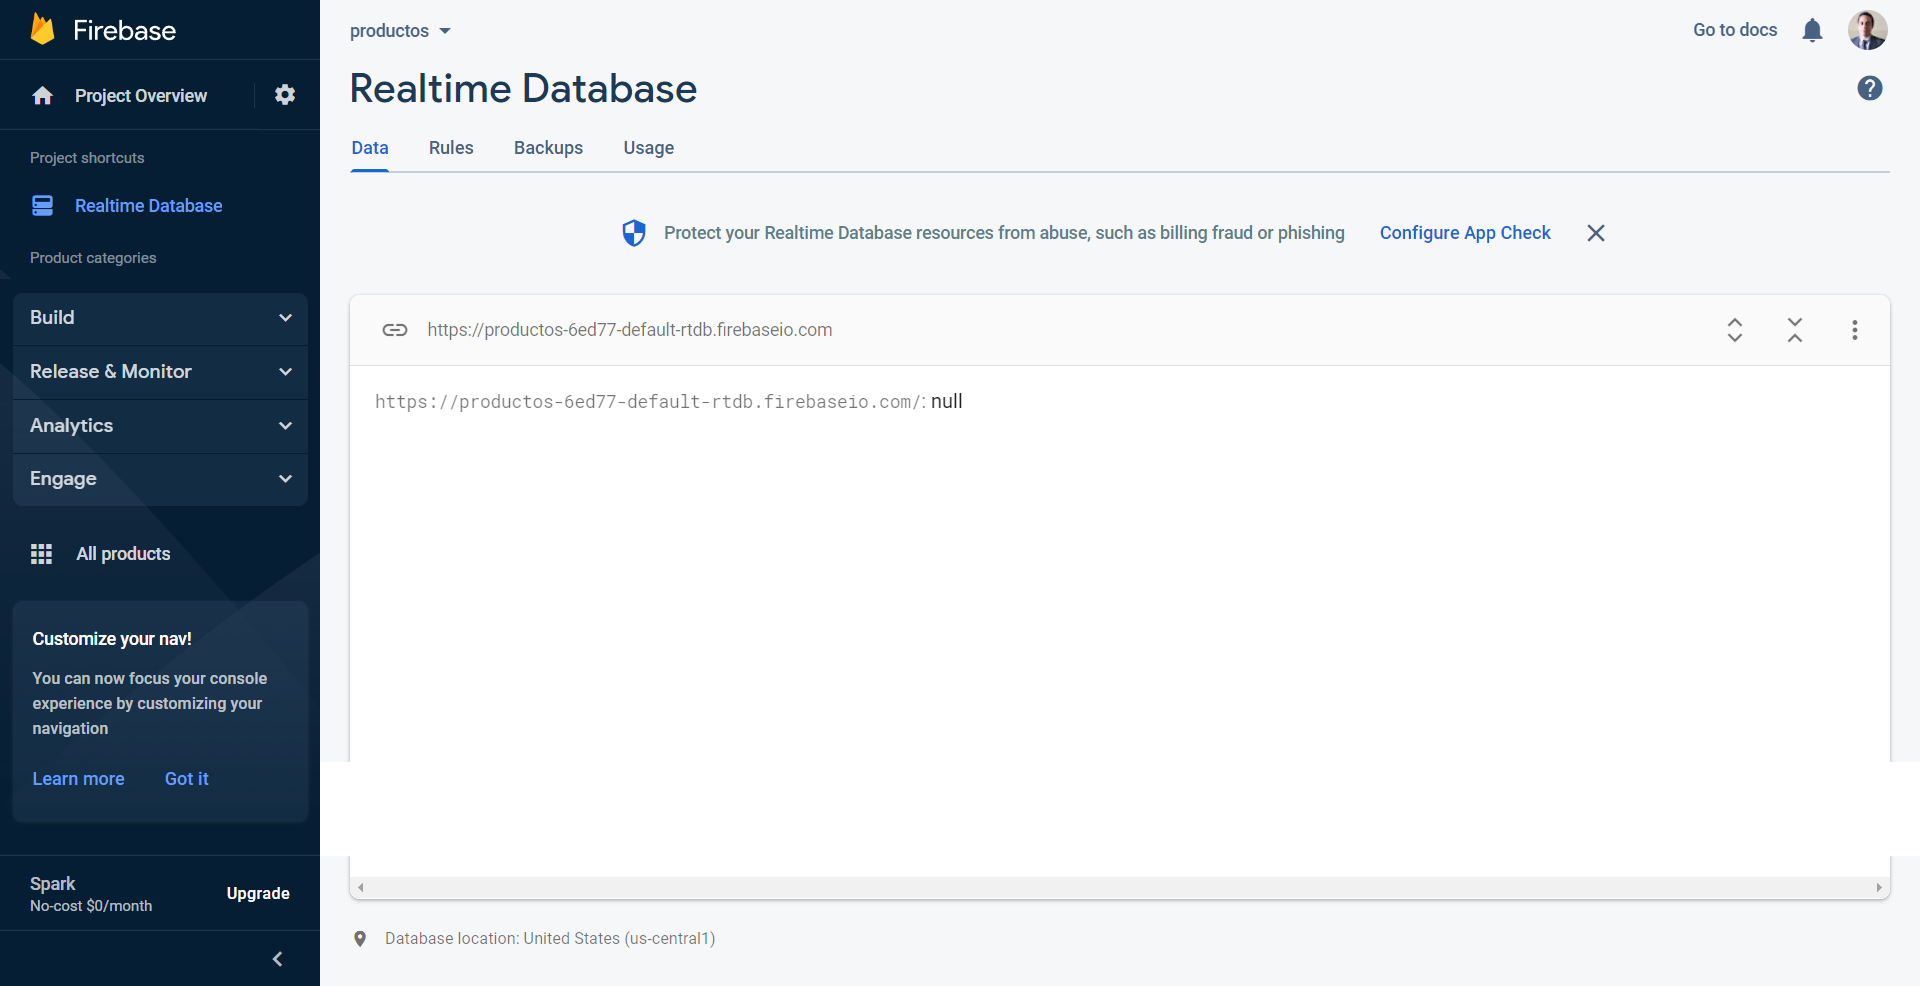 Firebase
Project Overview
Project shortcuts
Realtime Database
Product categories
Build
Release & Monitor
Analytics
Engage
All products
Customize your nav!
You can now focus your console
experience by customizing your
navigation
Learn more Got it
Spark
No-cost $0/month
Upgrade
productos
Go to docs
Realtime Database
Data Rules Backups Usage
Protect your Realtime Database resources from abuse, such as billing fraud or phishing Configure App Check
https://productos-6ed77-default-rtdb.firebaseio.com
https://productos-6ed77-default-rtdb.firebaseio.com/: null
Database location: United States (us-central1)